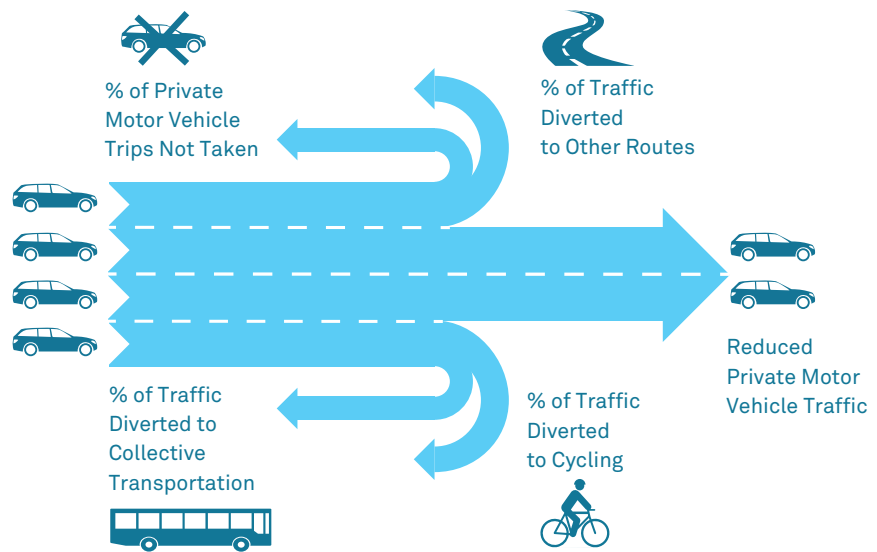 % of Private
Motor Vehicle
Trips Not Taken
% of Traffic
Diverted
to Other Routes
Reduced
Private Motor
Vehicle Traffic
% of Traffic
Diverted to
Collective
Transportation
% of Traffic
Diverted
to Cycling